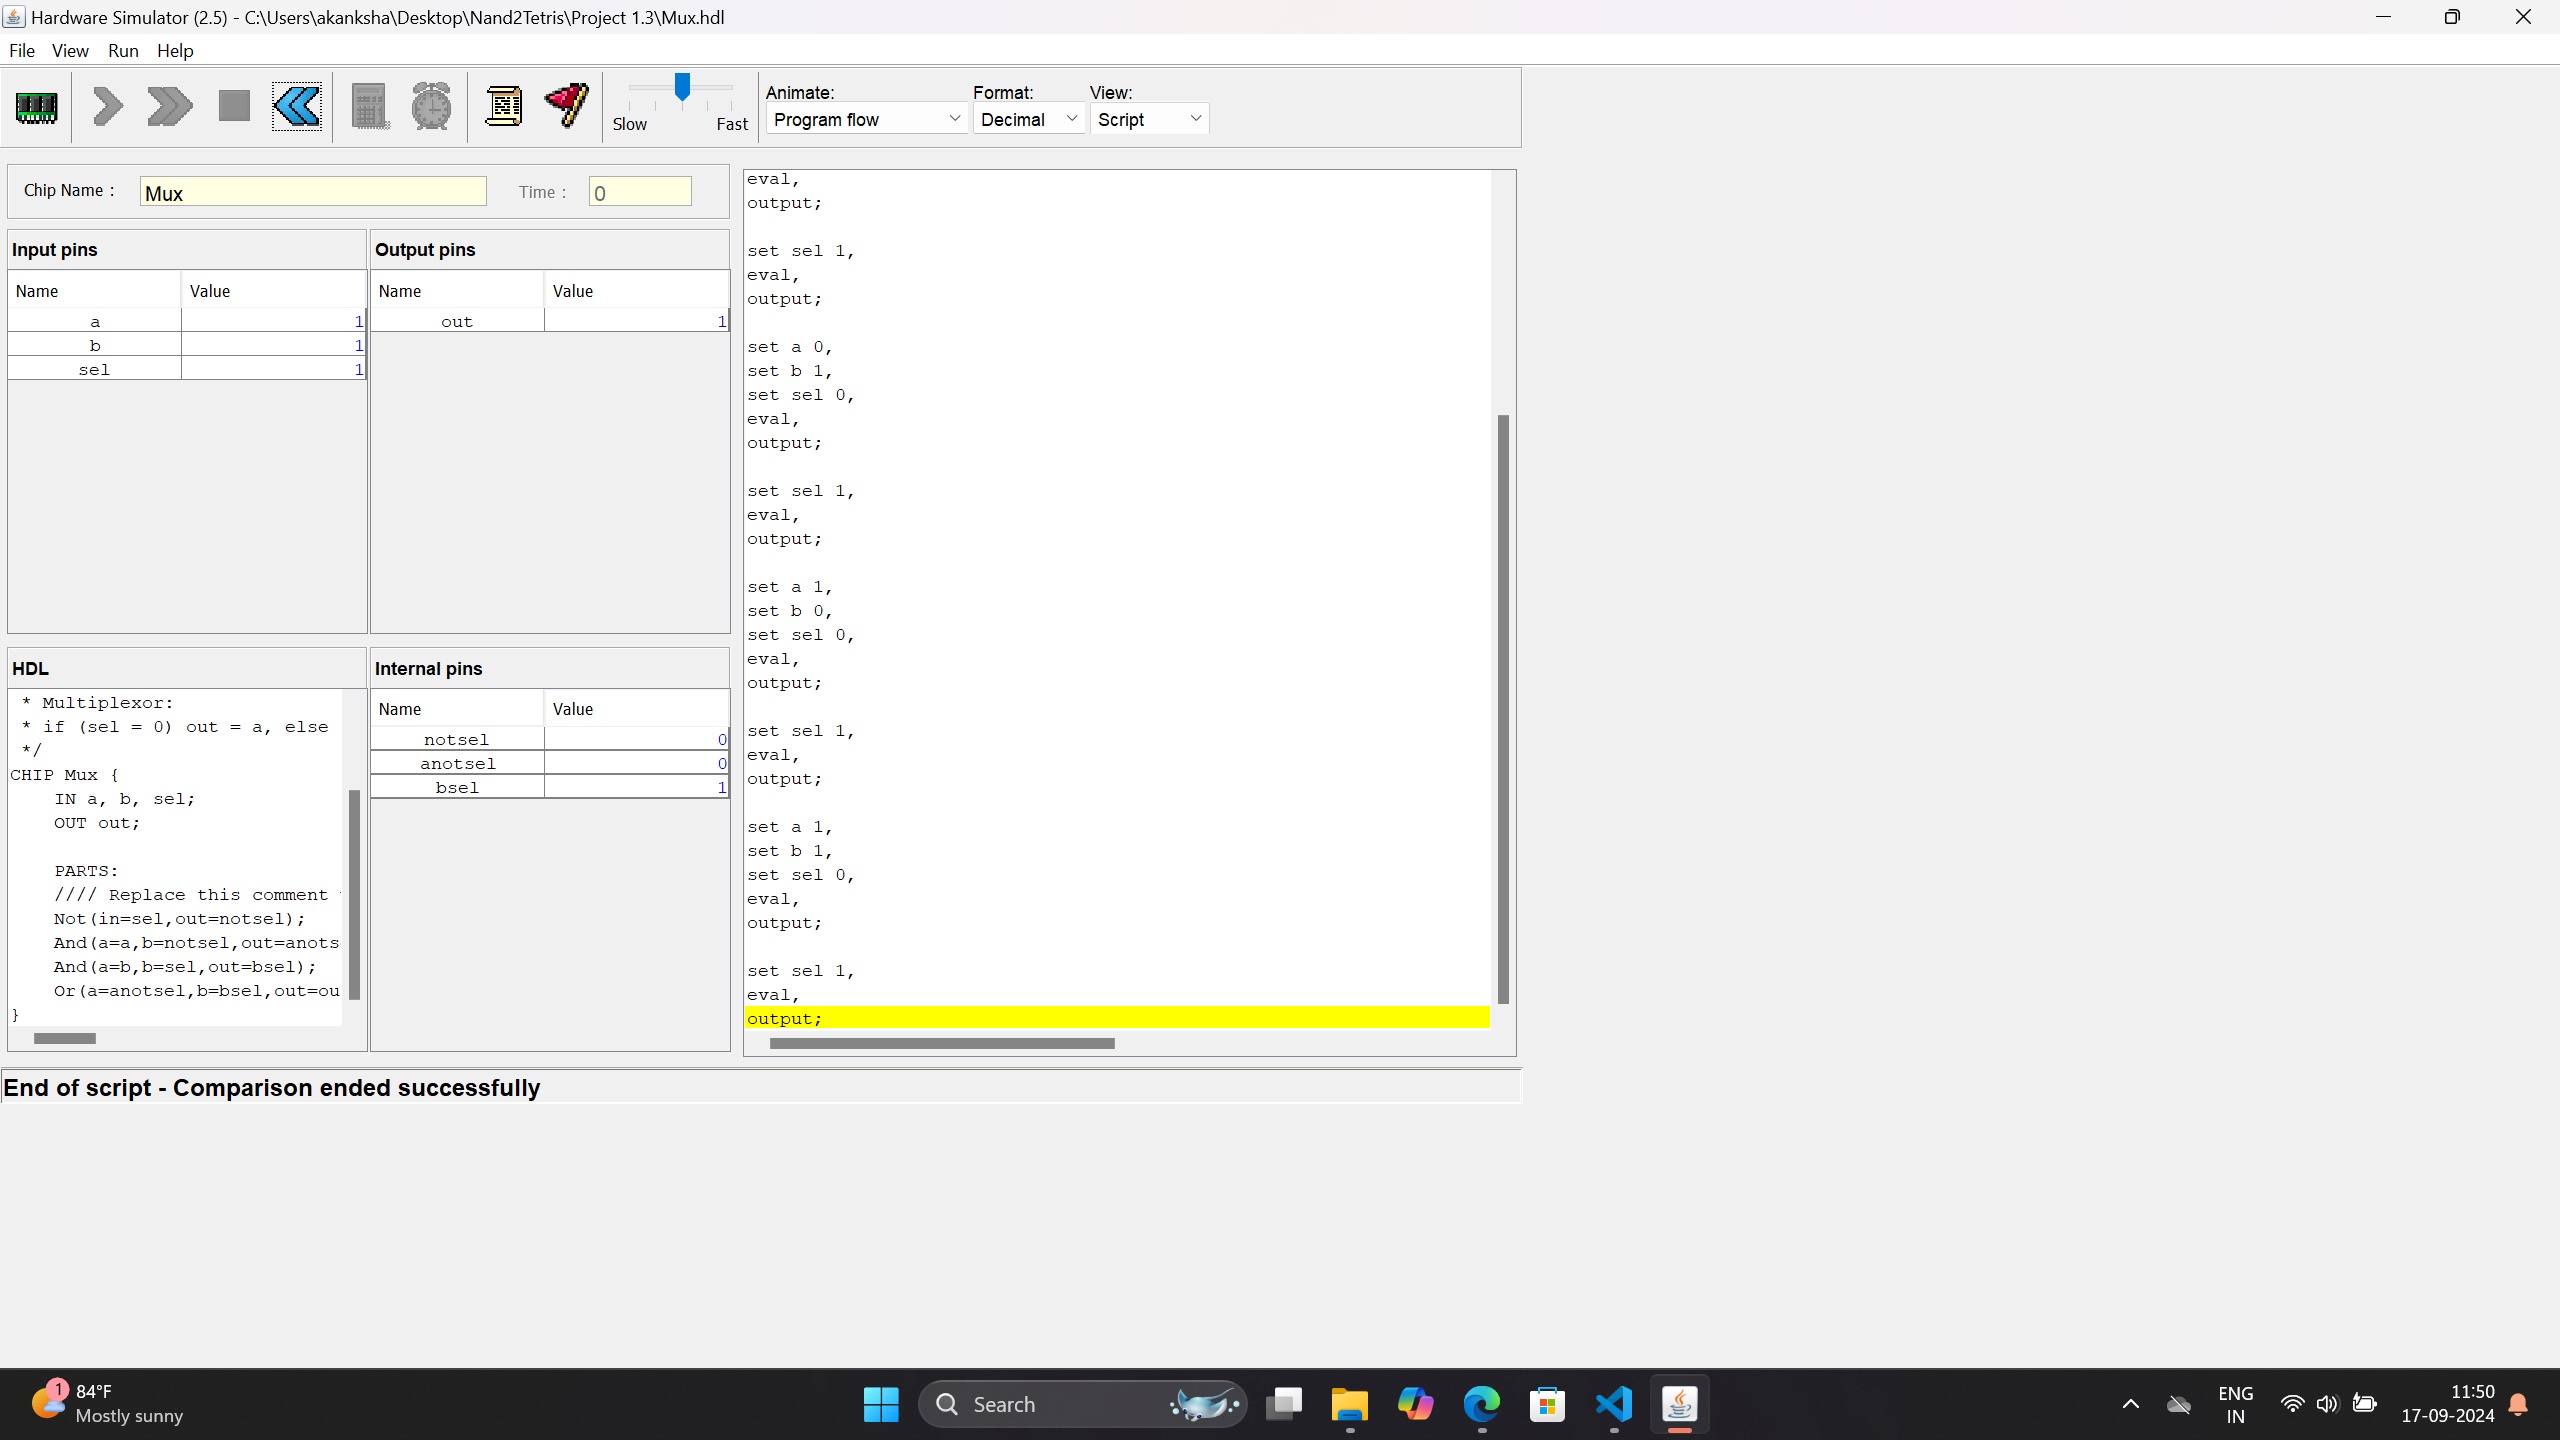 Hardware Simulator (2.5) - C:\Users\akanksha\Desktop\Nand2Tetris\Project 1.3\Mux.hdl
File View Run Help
Slow Fast
Animate: Format: View:
Program flow Decimal Script
Chip Name : Mux Time : 0
Input pins
Name Value
a 1
b 1
sel 1
Output pins
Name Value
out 1
HDL
* Multiplexor:
* if (sel = 0) out = a, else
*/
CHIP Mux {
IN a, b, sel;
OUT out;
PARTS:
//// Replace this comment
Not(in=sel,out=notsel);
And(a=a,b=notsel,out=anots
And(a=b,b=sel,out=bsel);
Or(a=anotsel,b=bsel,out=ou
}
Internal pins
Name Value
notsel 0
anotsel 0
bsel 1
eval,
output;
set sel 1,
eval,
output;
set a 0,
set b 1,
set sel 0,
eval,
output;
set sel 1,
eval,
output;
set a 1,
set b 0,
set sel 0,
eval,
output;
set sel 1,
eval,
output;
set a 1,
set b 1,
set sel 0,
eval,
output;
set sel 1,
eval,
output;
End of script - Comparison ended successfully
1
84°F
Mostly sunny
Search
ENG
IN
11:50
17-09-2024